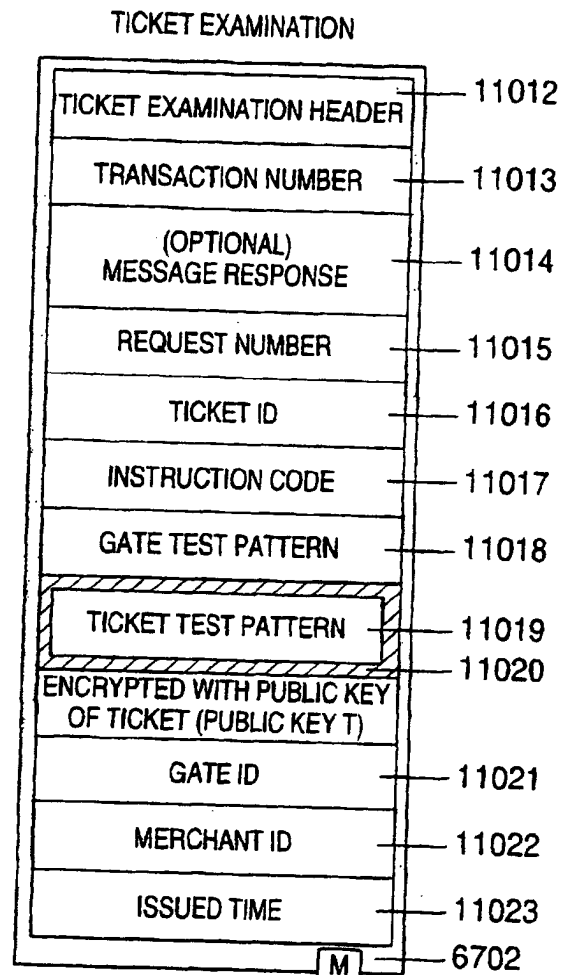 TICKET EXAMINATION
TICKET EXAMINATION HEADER 11012
TRANSACTION NUMBER 11013
(OPTIONAL)
MESSAGE RESPONSE 11014
REQUEST NUMBER 11015
TICKET ID 11016
INSTRUCTION CODE 11017
GATE TEST PATTERN 11018
TICKET TEST PATTERN 11019
11020
ENCRYPTED WITH PUBLIC KEY
OF TICKET (PUBLIC KEY T)
GATE ID 11021
MERCHANT ID 11022
ISSUED TIME 11023
M 6702